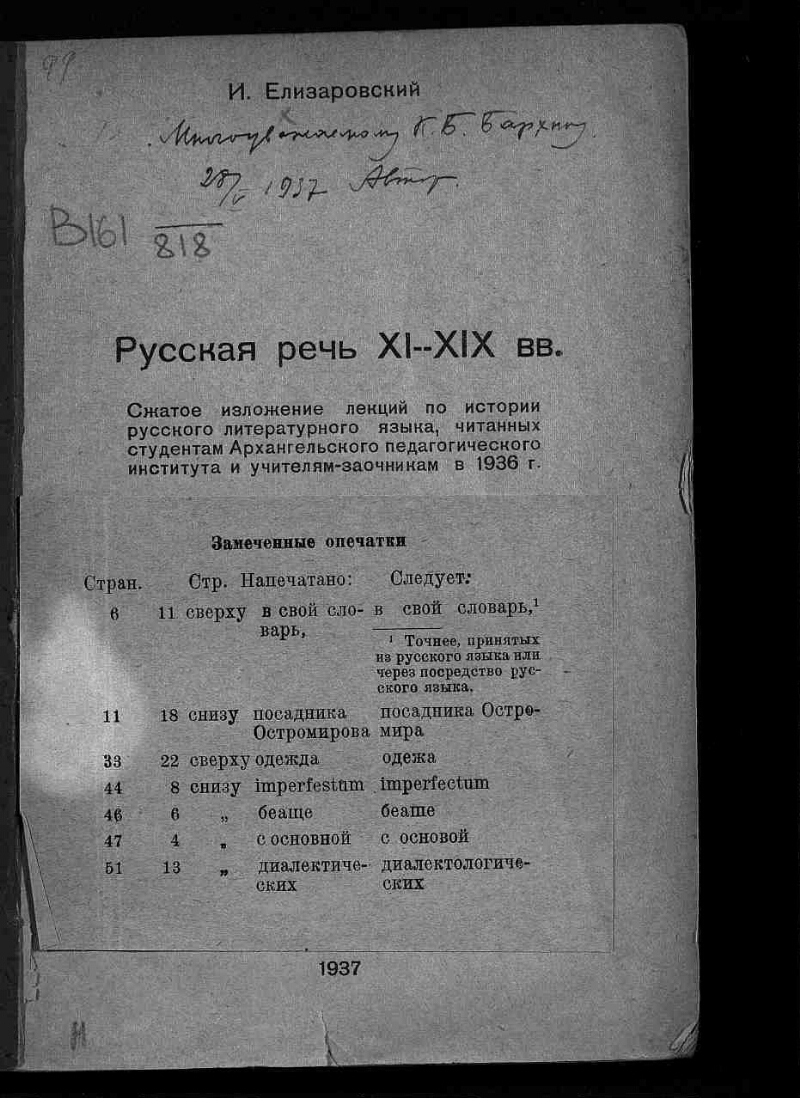 99
И. Елизаровский
Многоуважаемому К. Б. Бархину.
1937 Автор.
В161
818
Русская речь XI--XIX вв.
Сжатое изложение лекций по истории
русского литературного языка, читанных
студентам Архангельского педагогического
института и учителям-заочникам в 1936 г.
Замеченные опечатки
Стран. Стр. Напечатано: Следует:
6 11 сверху в свой сло- в свой словарь,¹
варь,
¹ Точнее, принятых
из русского языка или
через посредство рус-
ского языка.
11 18 снизу посадника посадника Остро-
Остромирова мира
33 22 сверху одежда одежа
44 8 снизу imperfestum imperfectum
46 6 „ беаще беаше
47 4 „ с основной с основой
51 13 „ диалектиче- диалектологиче-
ских ских
1937